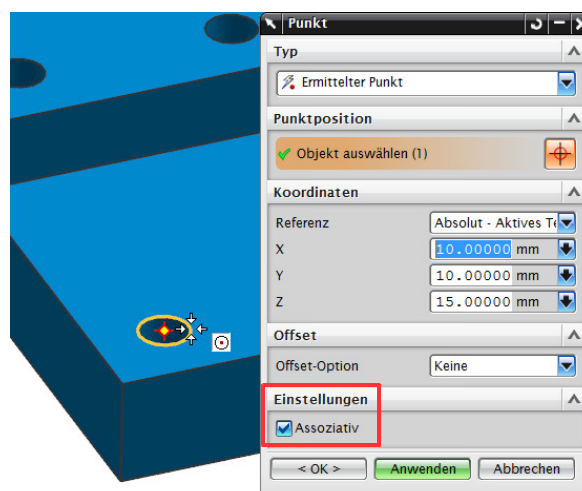 Punkt
Typ
Ermittelter Punkt
Punktposition
Objekt auswählen (1)
Koordinaten
Referenz Absolut - Aktives Te
X 10.00000 mm
Y 10.00000 mm
Z 15.00000 mm
Offset
Offset-Option Keine
Einstellungen
Assoziativ
< OK > Anwenden Abbrechen